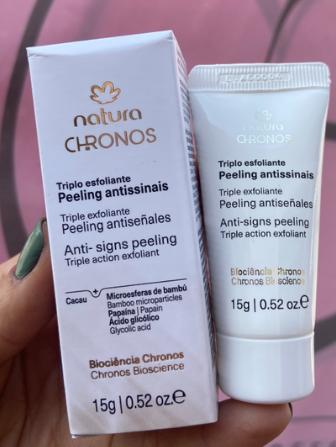 natura
CHRONOS
Triplo esfoliante
Peeling antissinais
Triple exfoliante
Peeling antiseñales
Anti- signs peeling
Triple action exfoliant
Cacau +
Microesferas de bambú
Bamboo microparticles
Papaína | Papain
Ácido glicólico
Glycolic acid
Biociência Chronos
Chronos Bioscience
15g | 0.52 oz.e
natura
CHRONOS
Triplo esfoliante
Peeling antissinais
Triple exfoliante
Peeling antiseñales
Anti-signs peeling
Triple action exfoliant
Biociência Chronos
Chronos Bioscience
15g | 0.52 oz.e